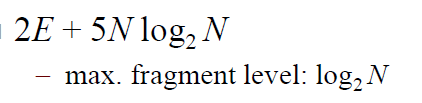 2E + 5N log₂ N
– max. fragment level: log₂ N